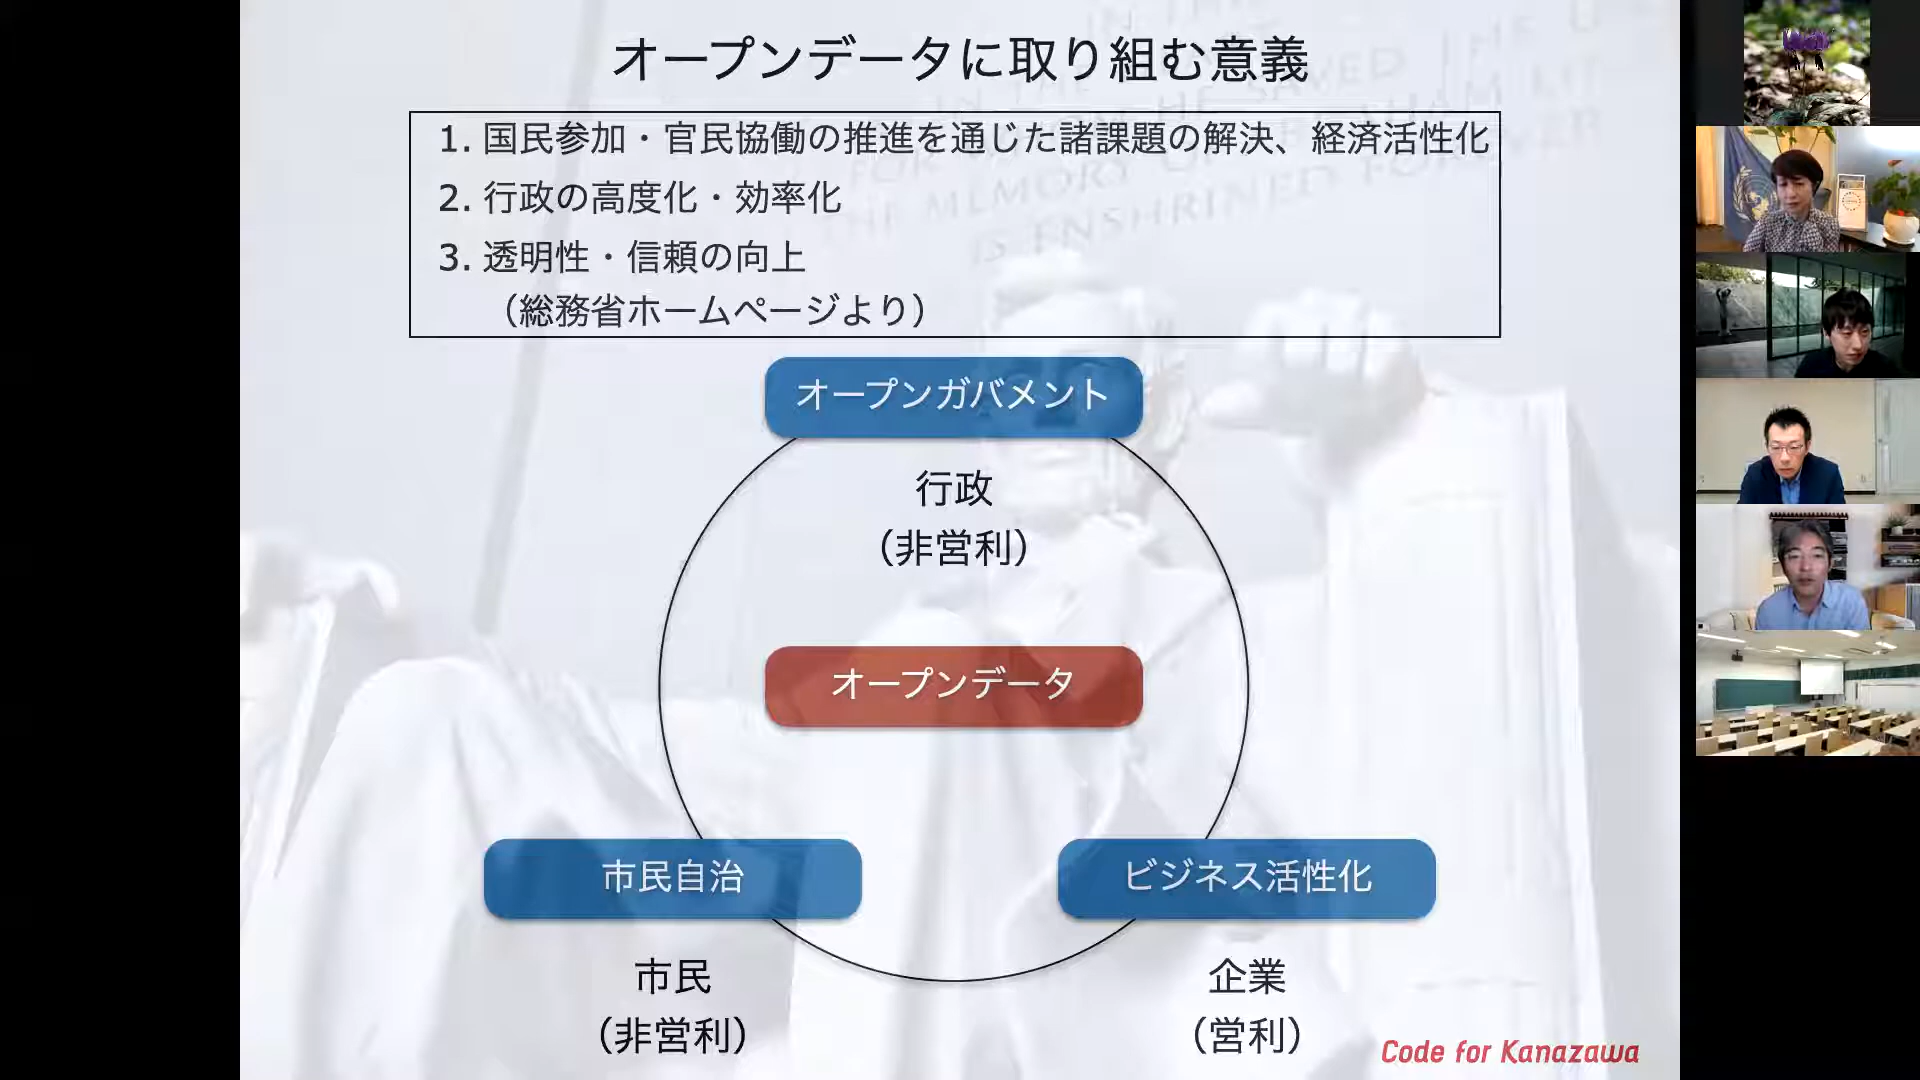 オープンデータに取り組む意義
1. 国民参加・官民協働の推進を通じた諸課題の解決、経済活性化
2. 行政の高度化・効率化
3. 透明性・信頼の向上
（総務省ホームページより）
オープンガバメント
行政
（非営利）
オープンデータ
市民自治
ビジネス活性化
市民
（非営利）
企業
（営利）
Code for Kanazawa